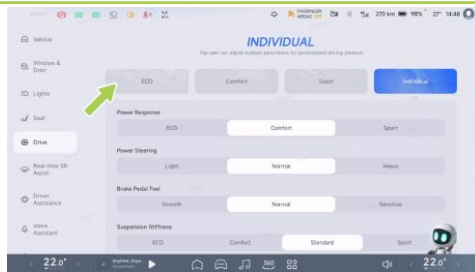 PASSENGER
AIRBAG OFF
5G 270 km 98% 27° 14:48
Vehicle
Window &
Door
Lights
Seat
Drive
Real-time SR
Assist
Driver
Assistance
Voice
Assistant
INDIVIDUAL
The user can adjust multiple parameters for personalized driving pleasure
ECO Comfort Sport Individual
Power Response
ECO Comfort Sport
Power Steering
Light Normal Heavy
Brake Pedal Feel
Smooth Normal Sensitive
Suspension Stiffness
ECO Comfort Standard Sport
22.0° 360 22.0°